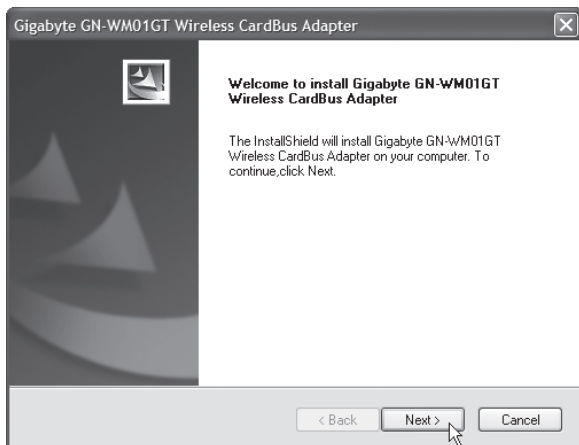 Gigabyte GN-WM01GT Wireless CardBus Adapter
Welcome to install Gigabyte GN-WM01GT
Wireless CardBus Adapter
The InstallShield will install Gigabyte GN-WM01GT
Wireless CardBus Adapter on your computer. To
continue,click Next.
< Back Next > Cancel